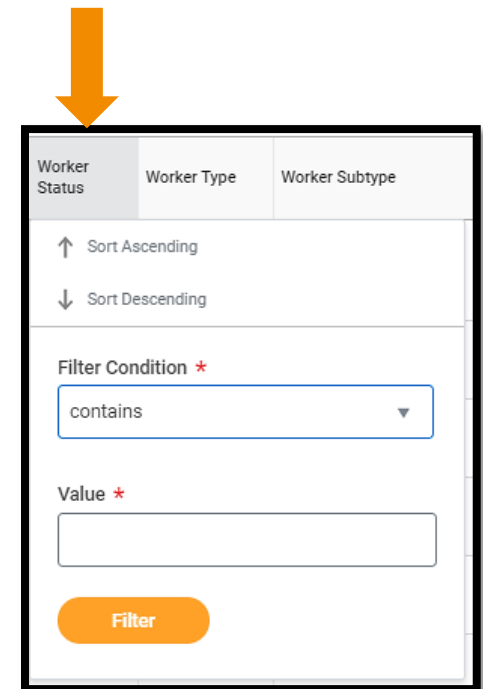 Worker
Status
Worker Type
Worker Subtype
Sort Ascending
Sort Descending
Filter Condition *
contains
Value *
Filter